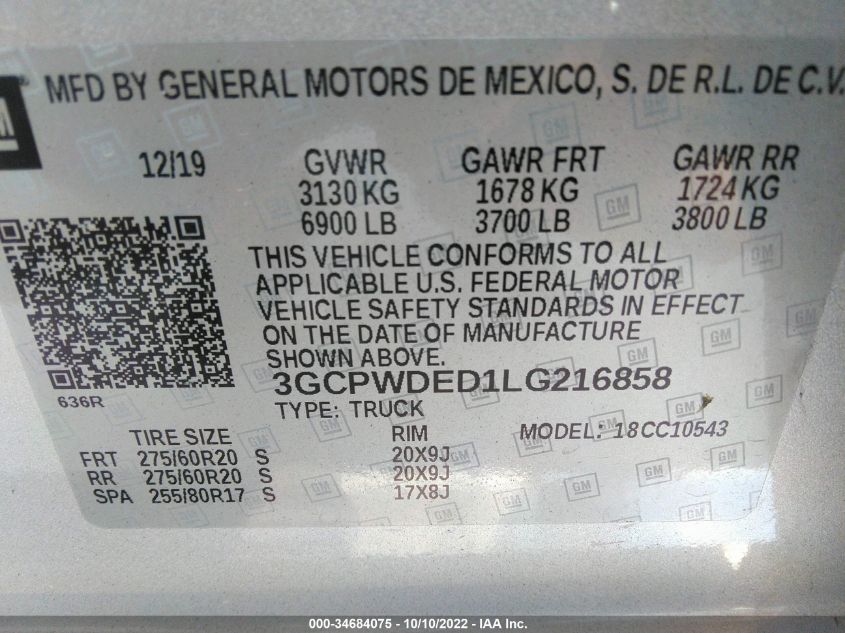 MFD BY GENERAL MOTORS DE MEXICO, S. DE R.L. DE C.V.
GM
12/19 GVWR GAWR FRT GAWR RR
3130 KG 1678 KG 1724 KG
6900 LB 3700 LB 3800 LB
THIS VEHICLE CONFORMS TO ALL
APPLICABLE U.S. FEDERAL MOTOR
VEHICLE SAFETY STANDARDS IN EFFECT
ON THE DATE OF MANUFACTURE
SHOWN ABOVE.
3GCPWDED1LG216858
636R
TYPE: TRUCK
TIRE SIZE RIM MODEL: 18CC10543
FRT 275/60R20 S 20X9J
RR 275/60R20 S 20X9J
SPA 255/80R17 S 17X8J
000-34684075 - 10/10/2022 - IAA Inc.